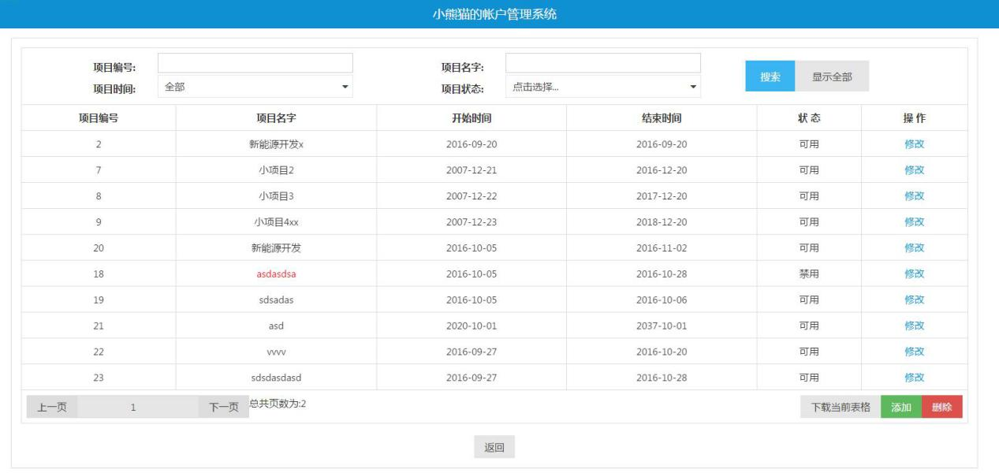 小熊猫的帐户管理系统
项目编号: 项目名字: 搜索 显示全部
项目时间: 全部 项目状态: 点击选择...
项目编号 项目名字 开始时间 结束时间 状 态 操 作
2 新能源开发x 2016-09-20 2016-09-20 可用 修改
7 小项目2 2007-12-21 2016-12-20 可用 修改
8 小项目3 2007-12-22 2017-12-20 可用 修改
9 小项目4xx 2007-12-23 2018-12-20 可用 修改
20 新能源开发 2016-10-05 2016-11-02 可用 修改
18 asdasdsa 2016-10-05 2016-10-28 禁用 修改
19 sdsadas 2016-10-05 2016-10-06 可用 修改
21 asd 2020-10-01 2037-10-01 可用 修改
22 vvvv 2016-09-27 2016-10-20 可用 修改
23 sdsdasdasd 2016-09-27 2016-10-28 可用 修改
上一页 1 下一页 总共页数为:2 下载当前表格 添加 删除
返回